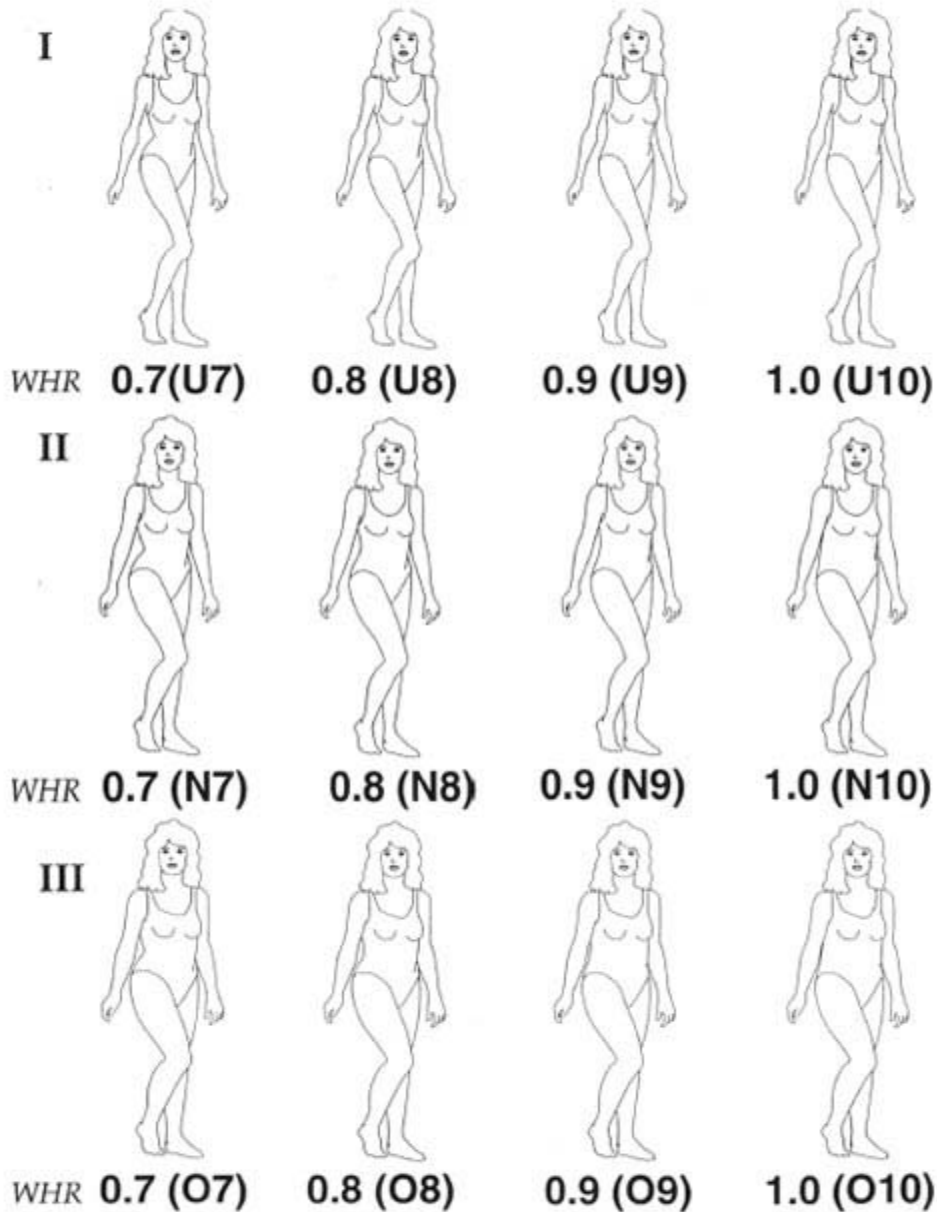 I
WHR 0.7(U7) 0.8 (U8) 0.9 (U9) 1.0 (U10)
II
WHR 0.7 (N7) 0.8 (N8) 0.9 (N9) 1.0 (N10)
III
WHR 0.7 (O7) 0.8 (O8) 0.9 (O9) 1.0 (O10)